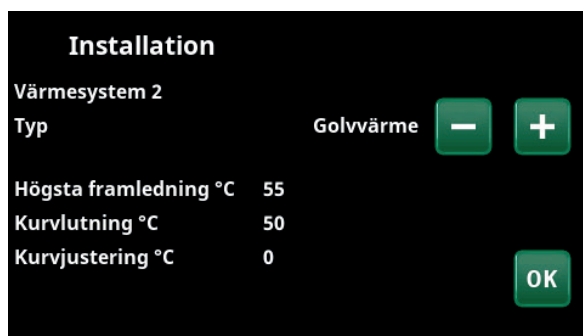 Installation
Värmesystem 2
Typ Golvvärme − +
Högsta framledning °C 55
Kurvlutning °C 50
Kurvjustering °C 0
OK